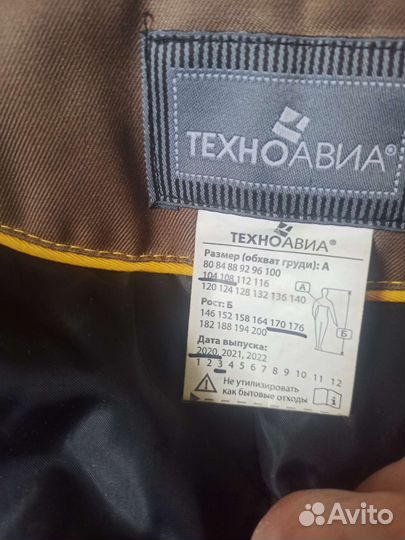 ТЕХНОАВИА®
ТЕХНОАВИА®
Размер (обхват груди): А
80 84 88 92 96 100
104 108 112 116
120 124 128 132 136 140
А
Рост: Б
146 152 158 164 170 176
182 188 194 200
Б
Дата выпуска:
2020, 2021, 2022
1 2 3 4 5 6 7 8 9 10 11 12
Не утилизировать
как бытовые отходы
Avito